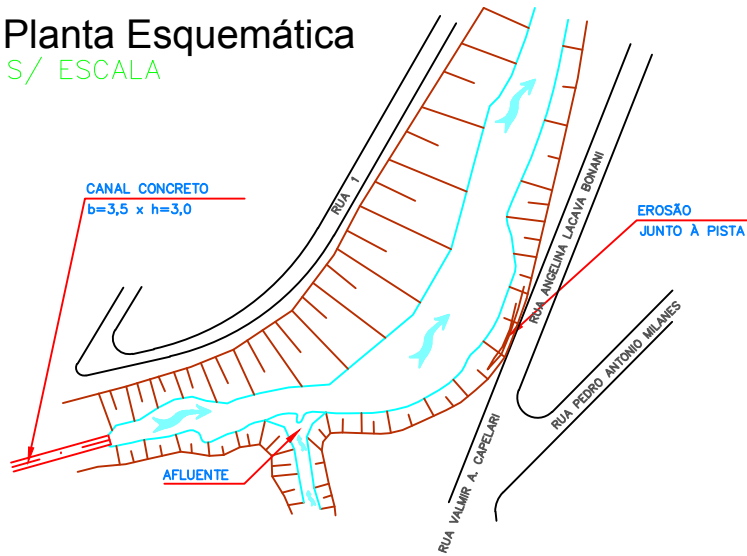 Planta Esquemática
S/ ESCALA
CANAL CONCRETO
b=3,5 x h=3,0
RUA 1
RUA ANGELINA LACAVA BONANI
EROSÃO
JUNTO À PISTA
RUA PEDRO ANTONIO MILANES
AFLUENTE
RUA VALMIR A. CAPELARI